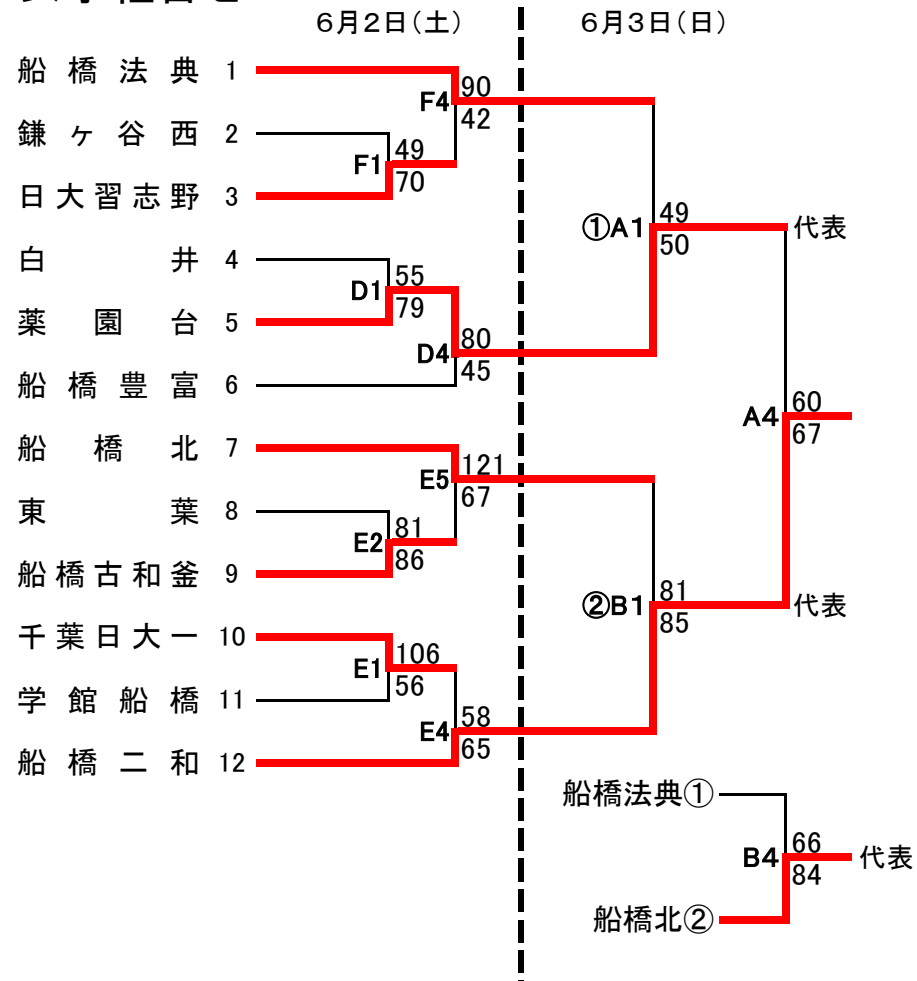 6月2日(土)
6月3日(日)
船橋法典 1
鎌ヶ谷西 2
日大習志野 3
白井 4
薬園台 5
船橋豊富 6
船橋北 7
東葉 8
船橋古和釜 9
千葉日大一 10
学館船橋 11
船橋二和 12
F4 90
42
F1 49
70
D1 55
79
D4 80
45
E5 121
67
E2 81
86
E1 106
56
E4 58
65
①A1 49
50
代表
②B1 81
85
代表
A4 60
67
船橋法典①
B4 66
84
代表
船橋北②